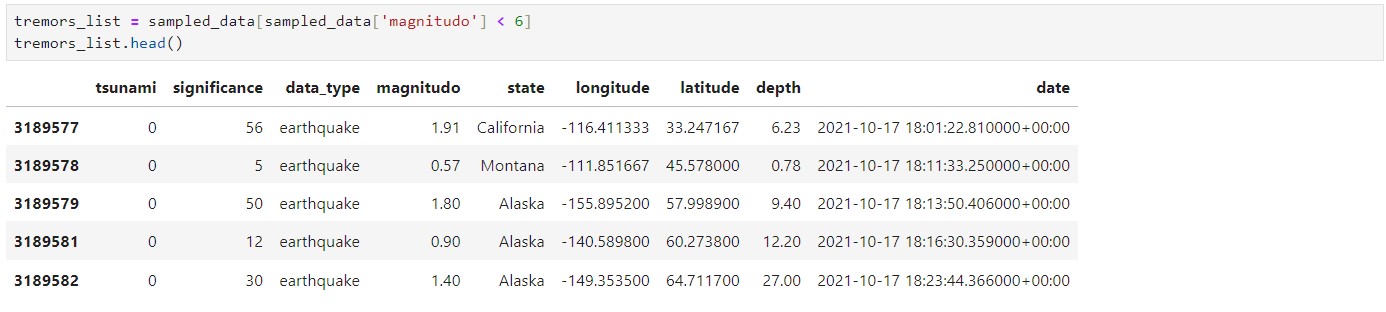 tremors_list = sampled_data[sampled_data['magnitudo'] < 6]
tremors_list.head()
tsunami significance data_type magnitudo state longitude latitude depth date
3189577 0 56 earthquake 1.91 California -116.411333 33.247167 6.23 2021-10-17 18:01:22.810000+00:00
3189578 0 5 earthquake 0.57 Montana -111.851667 45.578000 0.78 2021-10-17 18:11:33.250000+00:00
3189579 0 50 earthquake 1.80 Alaska -155.895200 57.998900 9.40 2021-10-17 18:13:50.406000+00:00
3189581 0 12 earthquake 0.90 Alaska -140.589800 60.273800 12.20 2021-10-17 18:16:30.359000+00:00
3189582 0 30 earthquake 1.40 Alaska -149.353500 64.711700 27.00 2021-10-17 18:23:44.366000+00:00